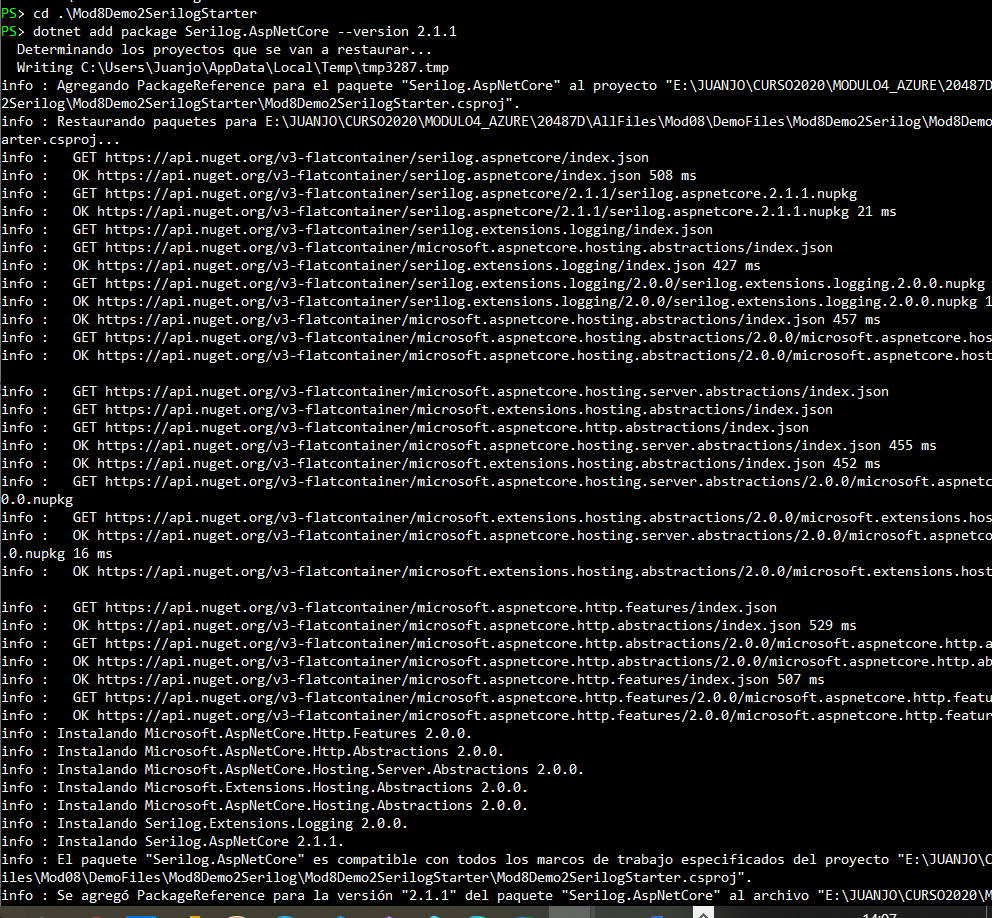 PS> cd .\Mod8Demo2SerilogStarter
PS> dotnet add package Serilog.AspNetCore --version 2.1.1
  Determinando los proyectos que se van a restaurar...
  Writing C:\Users\Juanjo\AppData\Local\Temp\tmp3287.tmp
info : Agregando PackageReference para el paquete "Serilog.AspNetCore" al proyecto "E:\JUANJO\CURSO2020\MODULO4_AZURE\20487D
2Serilog\Mod8Demo2SerilogStarter\Mod8Demo2SerilogStarter.csproj".
info : Restaurando paquetes para E:\JUANJO\CURSO2020\MODULO4_AZURE\20487D\AllFiles\Mod08\DemoFiles\Mod8Demo2Serilog\Mod8Demo
arter.csproj...
info :   GET https://api.nuget.org/v3-flatcontainer/serilog.aspnetcore/index.json
info :   OK https://api.nuget.org/v3-flatcontainer/serilog.aspnetcore/index.json 508 ms
info :   GET https://api.nuget.org/v3-flatcontainer/serilog.aspnetcore/2.1.1/serilog.aspnetcore.2.1.1.nupkg
info :   OK https://api.nuget.org/v3-flatcontainer/serilog.aspnetcore/2.1.1/serilog.aspnetcore.2.1.1.nupkg 21 ms
info :   GET https://api.nuget.org/v3-flatcontainer/serilog.extensions.logging/index.json
info :   GET https://api.nuget.org/v3-flatcontainer/microsoft.aspnetcore.hosting.abstractions/index.json
info :   OK https://api.nuget.org/v3-flatcontainer/serilog.extensions.logging/index.json 427 ms
info :   GET https://api.nuget.org/v3-flatcontainer/serilog.extensions.logging/2.0.0/serilog.extensions.logging.2.0.0.nupkg
info :   OK https://api.nuget.org/v3-flatcontainer/serilog.extensions.logging/2.0.0/serilog.extensions.logging.2.0.0.nupkg 1
info :   OK https://api.nuget.org/v3-flatcontainer/microsoft.aspnetcore.hosting.abstractions/index.json 457 ms
info :   GET https://api.nuget.org/v3-flatcontainer/microsoft.aspnetcore.hosting.abstractions/2.0.0/microsoft.aspnetcore.hos
info :   OK https://api.nuget.org/v3-flatcontainer/microsoft.aspnetcore.hosting.abstractions/2.0.0/microsoft.aspnetcore.host
info :   GET https://api.nuget.org/v3-flatcontainer/microsoft.aspnetcore.hosting.server.abstractions/index.json
info :   GET https://api.nuget.org/v3-flatcontainer/microsoft.extensions.hosting.abstractions/index.json
info :   GET https://api.nuget.org/v3-flatcontainer/microsoft.aspnetcore.http.abstractions/index.json
info :   OK https://api.nuget.org/v3-flatcontainer/microsoft.aspnetcore.hosting.server.abstractions/index.json 455 ms
info :   OK https://api.nuget.org/v3-flatcontainer/microsoft.extensions.hosting.abstractions/index.json 452 ms
info :   GET https://api.nuget.org/v3-flatcontainer/microsoft.aspnetcore.hosting.server.abstractions/2.0.0/microsoft.aspnetc
0.0.nupkg
info :   GET https://api.nuget.org/v3-flatcontainer/microsoft.extensions.hosting.abstractions/2.0.0/microsoft.extensions.hos
info :   OK https://api.nuget.org/v3-flatcontainer/microsoft.aspnetcore.hosting.server.abstractions/2.0.0/microsoft.aspnetco
.0.nupkg 16 ms
info :   OK https://api.nuget.org/v3-flatcontainer/microsoft.extensions.hosting.abstractions/2.0.0/microsoft.extensions.host
info :   GET https://api.nuget.org/v3-flatcontainer/microsoft.aspnetcore.http.features/index.json
info :   OK https://api.nuget.org/v3-flatcontainer/microsoft.aspnetcore.http.abstractions/index.json 529 ms
info :   GET https://api.nuget.org/v3-flatcontainer/microsoft.aspnetcore.http.abstractions/2.0.0/microsoft.aspnetcore.http.a
info :   OK https://api.nuget.org/v3-flatcontainer/microsoft.aspnetcore.http.abstractions/2.0.0/microsoft.aspnetcore.http.ab
info :   OK https://api.nuget.org/v3-flatcontainer/microsoft.aspnetcore.http.features/index.json 507 ms
info :   GET https://api.nuget.org/v3-flatcontainer/microsoft.aspnetcore.http.features/2.0.0/microsoft.aspnetcore.http.featu
info :   OK https://api.nuget.org/v3-flatcontainer/microsoft.aspnetcore.http.features/2.0.0/microsoft.aspnetcore.http.featur
info : Instalando Microsoft.AspNetCore.Http.Features 2.0.0.
info : Instalando Microsoft.AspNetCore.Http.Abstractions 2.0.0.
info : Instalando Microsoft.AspNetCore.Hosting.Server.Abstractions 2.0.0.
info : Instalando Microsoft.Extensions.Hosting.Abstractions 2.0.0.
info : Instalando Microsoft.AspNetCore.Hosting.Abstractions 2.0.0.
info : Instalando Serilog.Extensions.Logging 2.0.0.
info : Instalando Serilog.AspNetCore 2.1.1.
info : El paquete "Serilog.AspNetCore" es compatible con todos los marcos de trabajo especificados del proyecto "E:\JUANJO\C
iles\Mod08\DemoFiles\Mod8Demo2Serilog\Mod8Demo2SerilogStarter\Mod8Demo2SerilogStarter.csproj".
info : Se agregó PackageReference para la versión "2.1.1" del paquete "Serilog.AspNetCore" al archivo "E:\JUANJO\CURSO2020\M